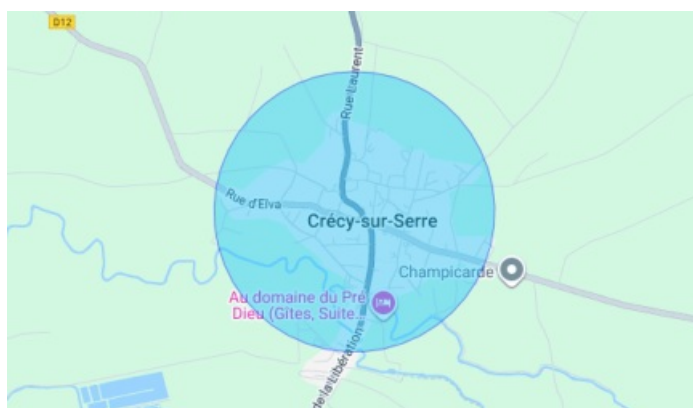 D12
Rue Laurent
Rue d'Elva
Crécy-sur-Serre
Champicarde
Au domaine du Pré
Dieu (Gîtes, Suite...
de la Libération